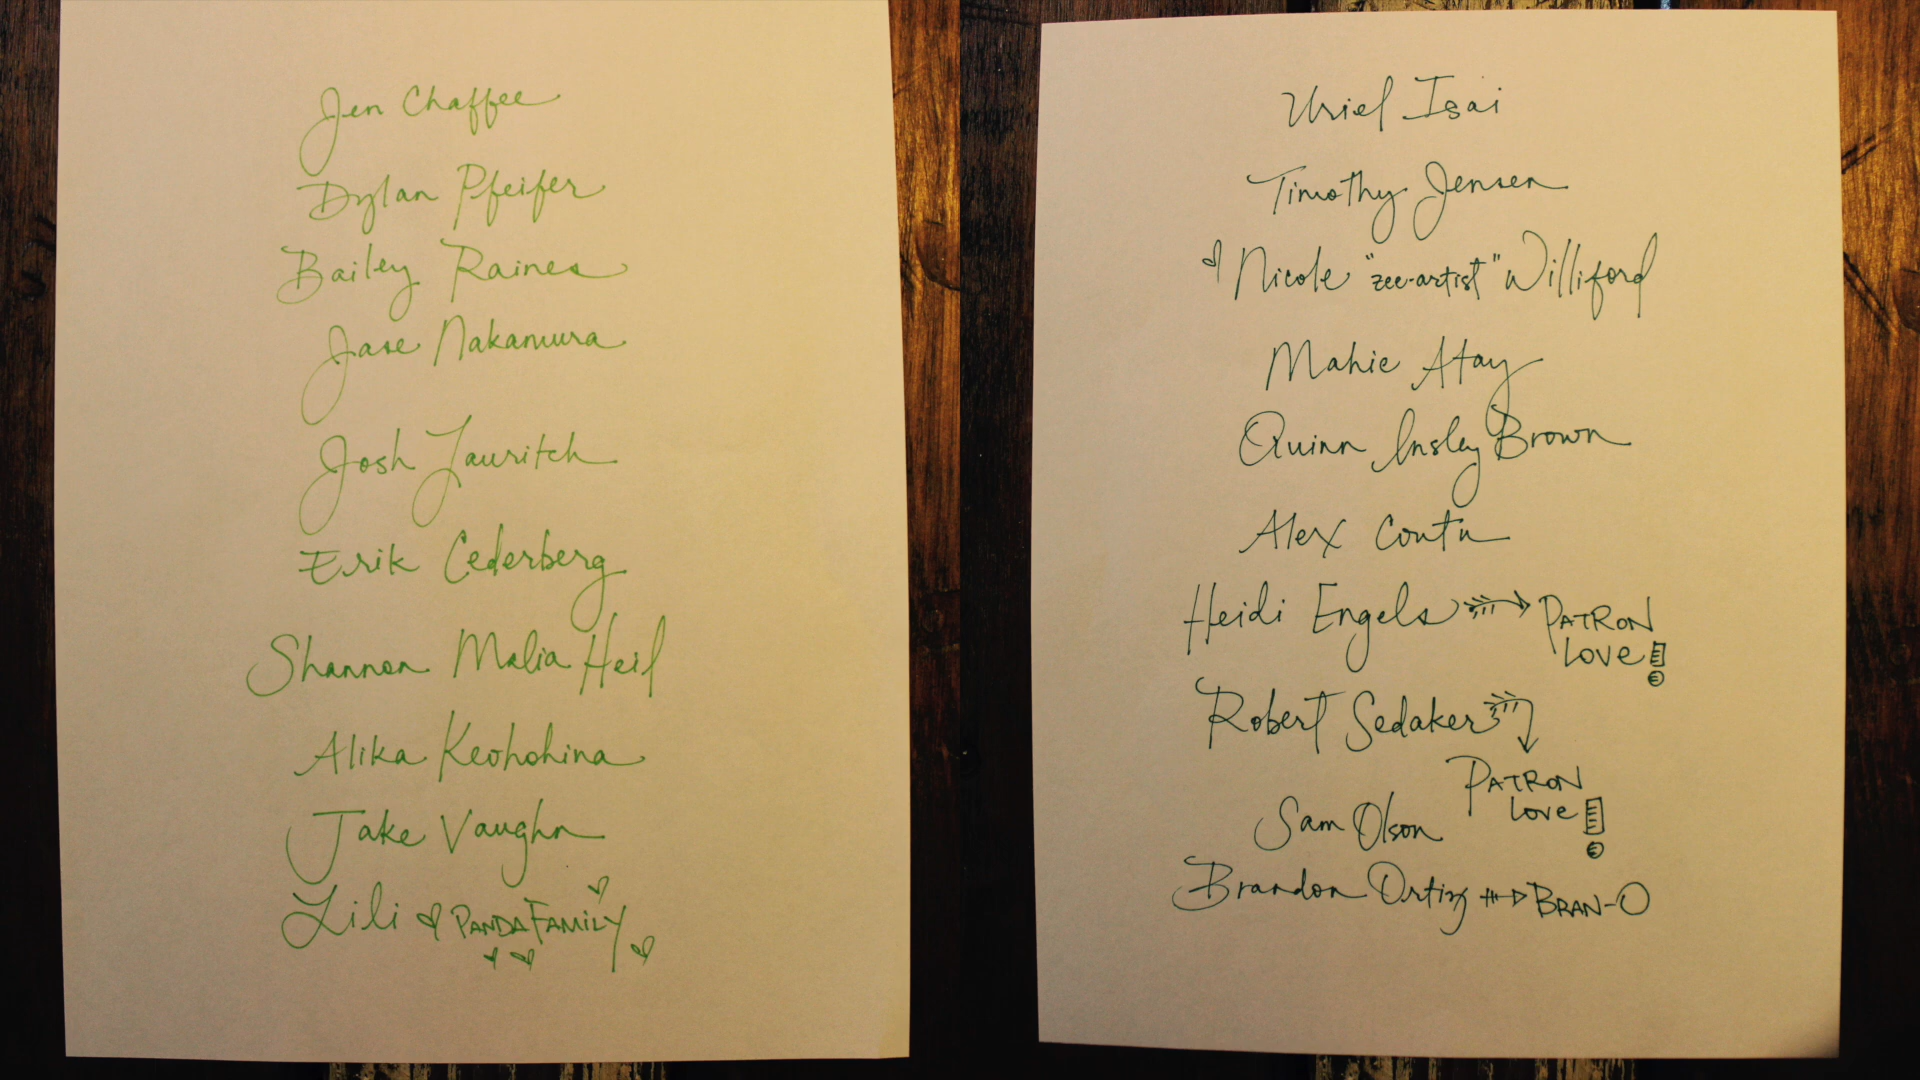 Jen Chaffee
Dylan Pfeifer
Bailey Raines
Jase Nakamura
Josh Lauritch
Erik Cederberg
Shannon Malia Heil
Alika Keohohina
Jake Vaughn
Lili PANDA FAMILY
Uriel Isai
Timothy Jensen
Nicole "zee-artist" Williford
Mahie Atay
Quinn Insley Brown
Alex
Heidi Engels PATRON
LOVE!
Robert Sedaker
PATRON
LOVE!
Sam Olson
Brandon Ortiz BRAN-O